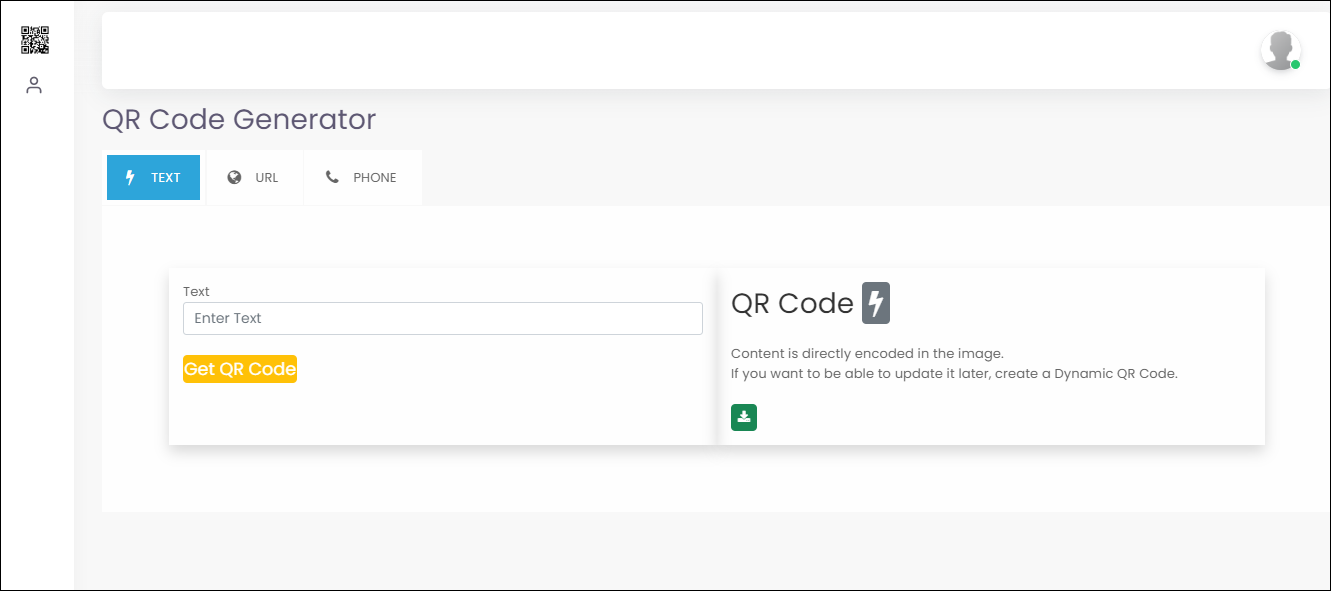 QR Code Generator
TEXT
URL
PHONE
Text
Enter Text
Get QR Code
QR Code
Content is directly encoded in the image.
If you want to be able to update it later, create a Dynamic QR Code.